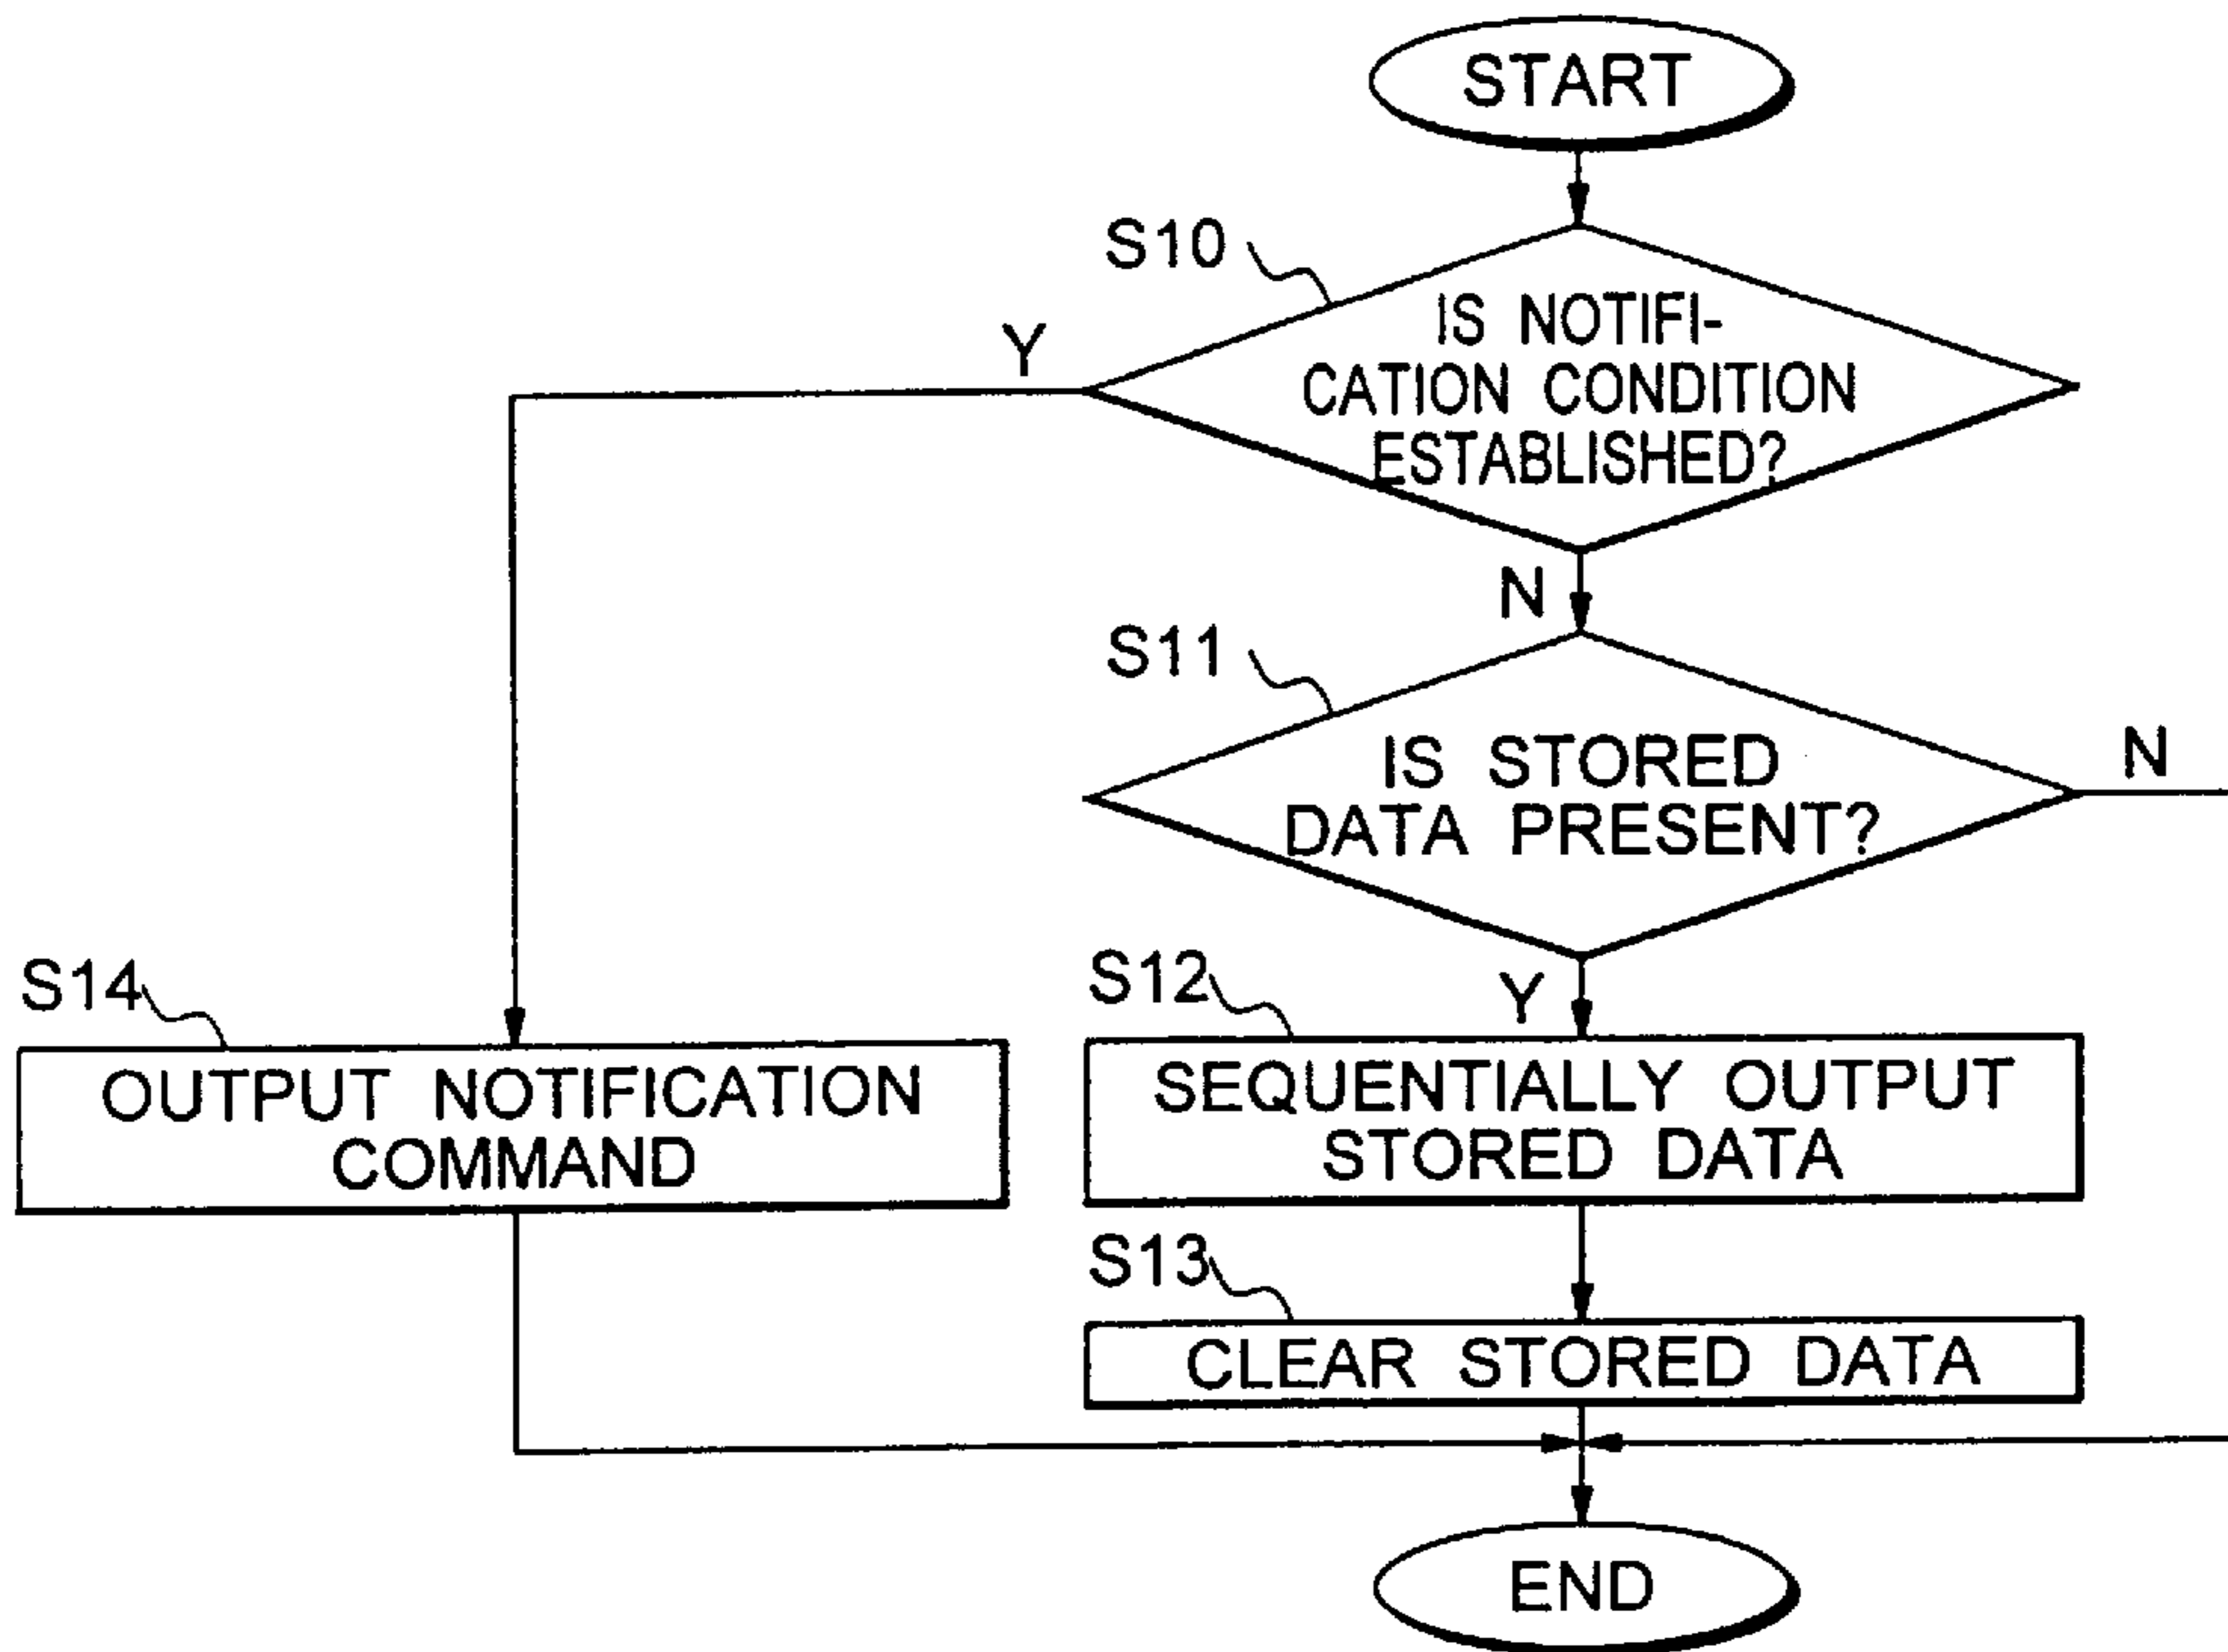 START
S10
IS NOTIFI-
Y
CATION CONDITION
ESTABLISHED?
N
S11
IS STORED
N
DATA PRESENT?
S14
S12
Y
OUTPUT NOTIFICATION
COMMAND
SEQUENTIALLY OUTPUT
STORED DATA
S13
CLEAR STORED DATA
END